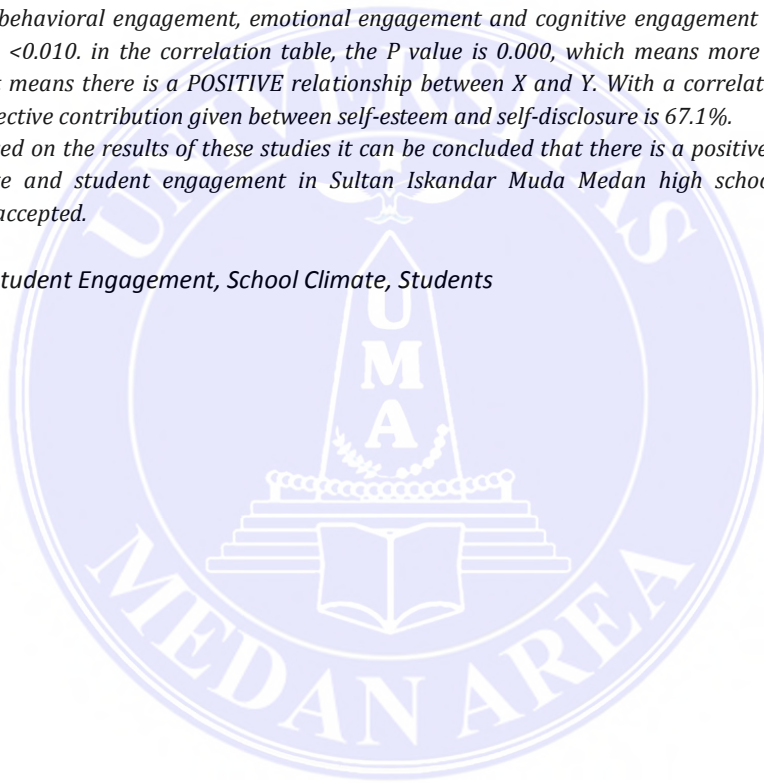 behavioral engagement, emotional engagement and cognitive engagement
<0.010. in the correlation table, the P value is 0.000, which means more
t means there is a POSITIVE relationship between X and Y. With a correlat
ective contribution given between self-esteem and self-disclosure is 67.1%.
ed on the results of these studies it can be concluded that there is a positive
e and student engagement in Sultan Iskandar Muda Medan high schoo
accepted.
tudent Engagement, School Climate, Students
UNIVERSITAS
UMA
MEDAN AREA